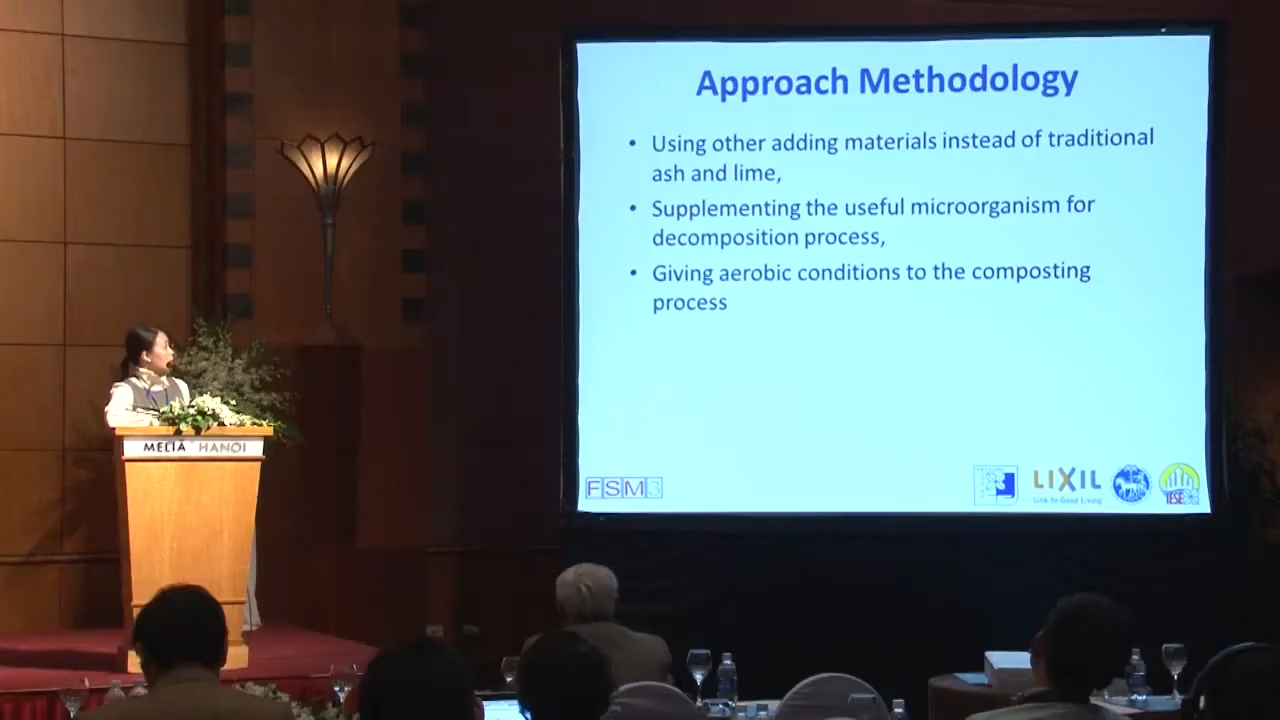 Approach Methodology
• Using other adding materials instead of traditional
ash and lime,
• Supplementing the useful microorganism for
decomposition process,
• Giving aerobic conditions to the composting
process
FSM3
LIXIL
Link to Good Living
IESE
MELIÁ HANOI